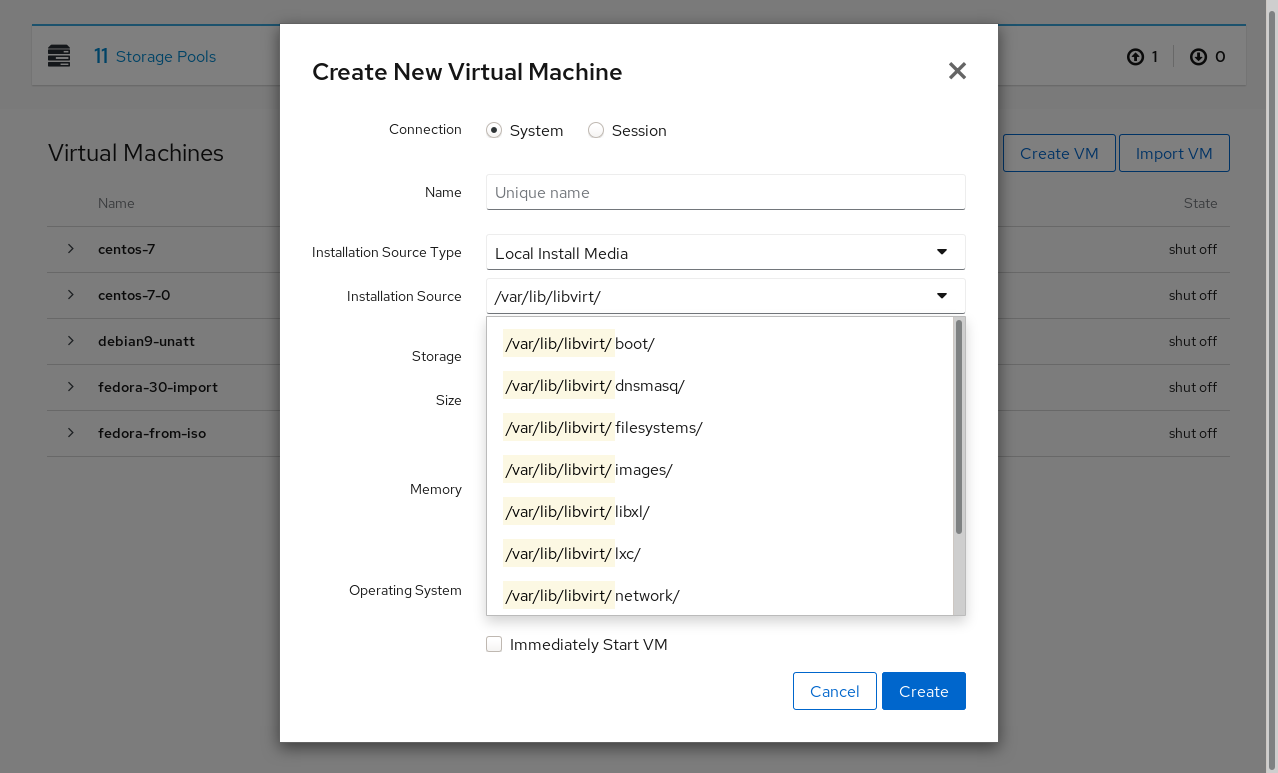 11 Storage Pools
1
0
Virtual Machines
Create VM
Import VM
Name
State
centos-7
shut off
centos-7-0
shut off
debian9-unatt
shut off
fedora-30-import
shut off
fedora-from-iso
shut off
Create New Virtual Machine
Connection
System
Session
Name
Unique name
Installation Source Type
Local Install Media
Installation Source
/var/lib/libvirt/
/var/lib/libvirt/boot/
/var/lib/libvirt/dnsmasq/
/var/lib/libvirt/filesystems/
/var/lib/libvirt/images/
/var/lib/libvirt/libxl/
/var/lib/libvirt/lxc/
/var/lib/libvirt/network/
Storage
Size
Memory
Operating System
Immediately Start VM
Cancel
Create